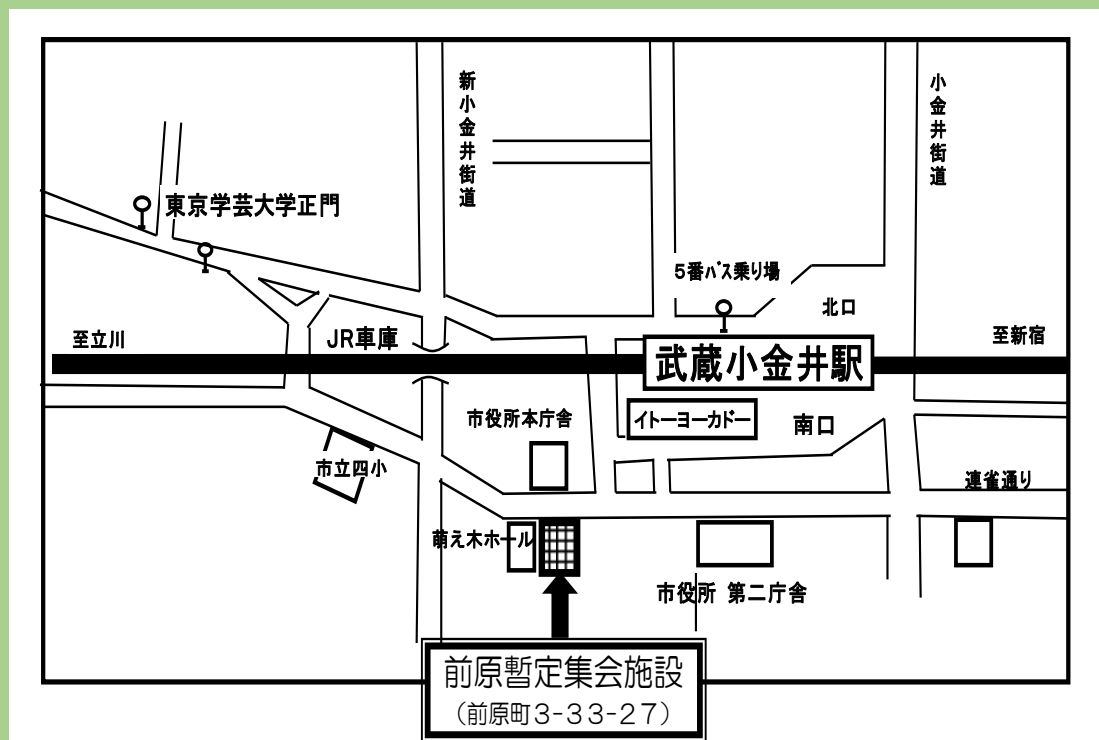 新小金井街道
小金井街道
東京学芸大学正門
5番バス乗り場
北口
至立川
JR車庫
武蔵小金井駅
至新宿
市役所本庁舎
イトーヨーカドー
南口
市立四小
連雀通り
萌え木ホール
市役所 第二庁舎
前原暫定集会施設
（前原町3-33-27）